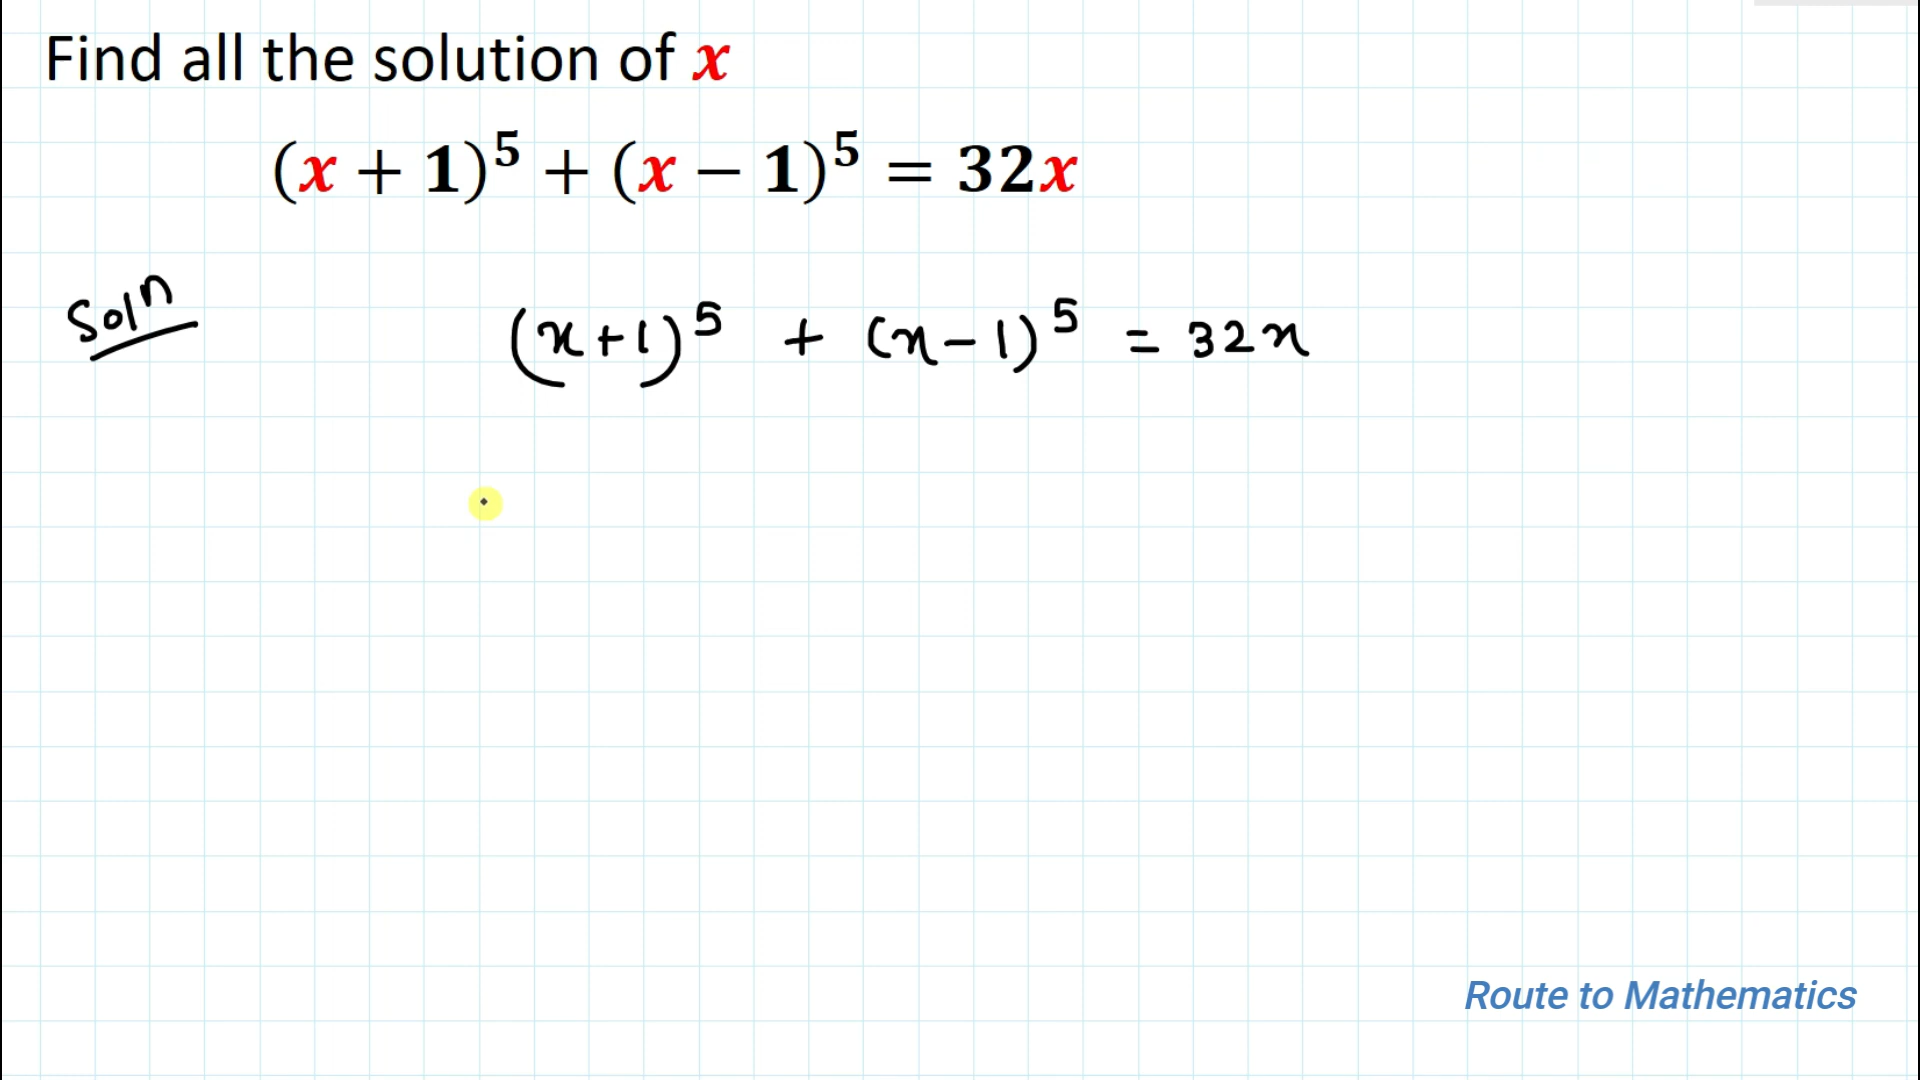 Find all the solution of x
(x + 1)⁵ + (x − 1)⁵ = 32x
Solⁿ
(x+1)⁵ + (x−1)⁵ = 32x
Route to Mathematics